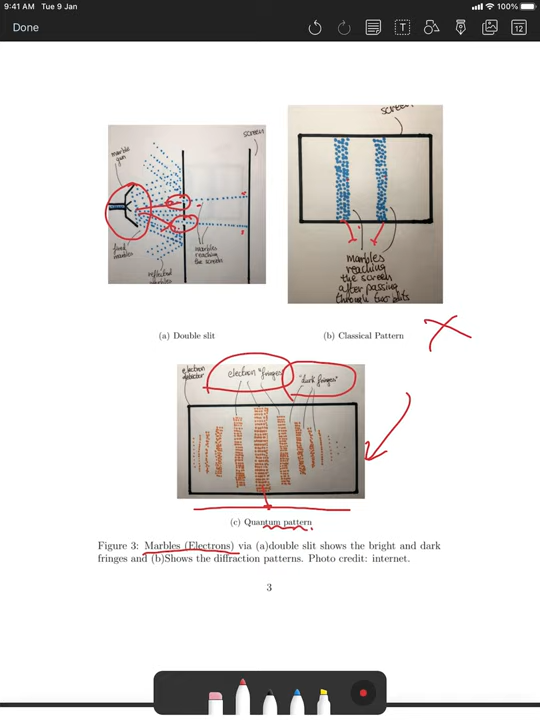 9:41 AM Tue 9 Jan
100%
Done
T
12
marble
gun
fired
marbles
reflected
marbles
marbles
reaching
the screen
screen
screen
marbles
reaching
the screen
after passing
through two slits
(a) Double slit
(b) Classical Pattern
electron
detector
electron "fringes"
"dark fringes"
(c) Quantum pattern
Figure 3: Marbles (Electrons) via (a)double slit shows the bright and dark
fringes and (b)Shows the diffraction patterns. Photo credit: internet.
3